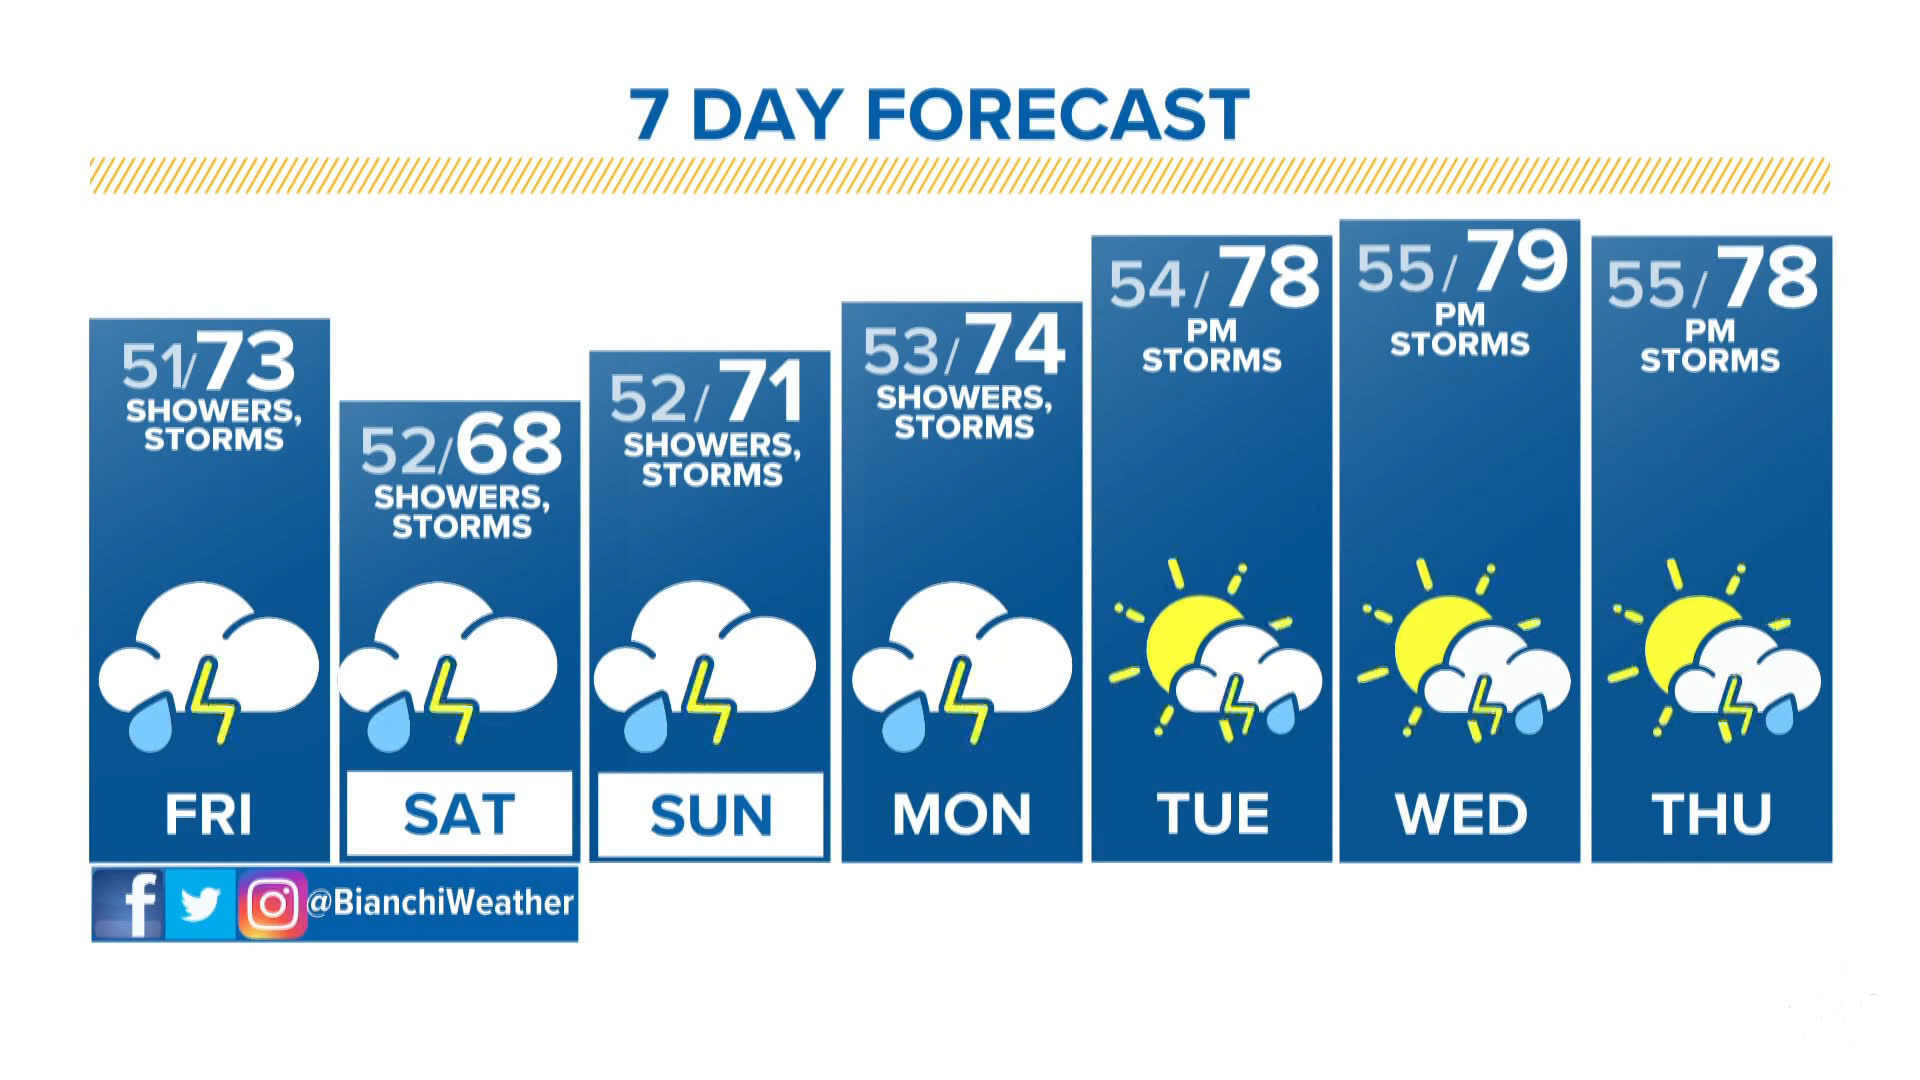 7 DAY FORECAST
51/73
SHOWERS,
STORMS
FRI
52/68
SHOWERS,
STORMS
SAT
52/71
SHOWERS,
STORMS
SUN
53/74
SHOWERS,
STORMS
MON
54/78
PM
STORMS
TUE
55/79
PM
STORMS
WED
55/78
PM
STORMS
THU
@BianchiWeather